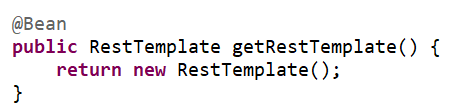 @Bean
public RestTemplate getRestTemplate() {
    return new RestTemplate();
}